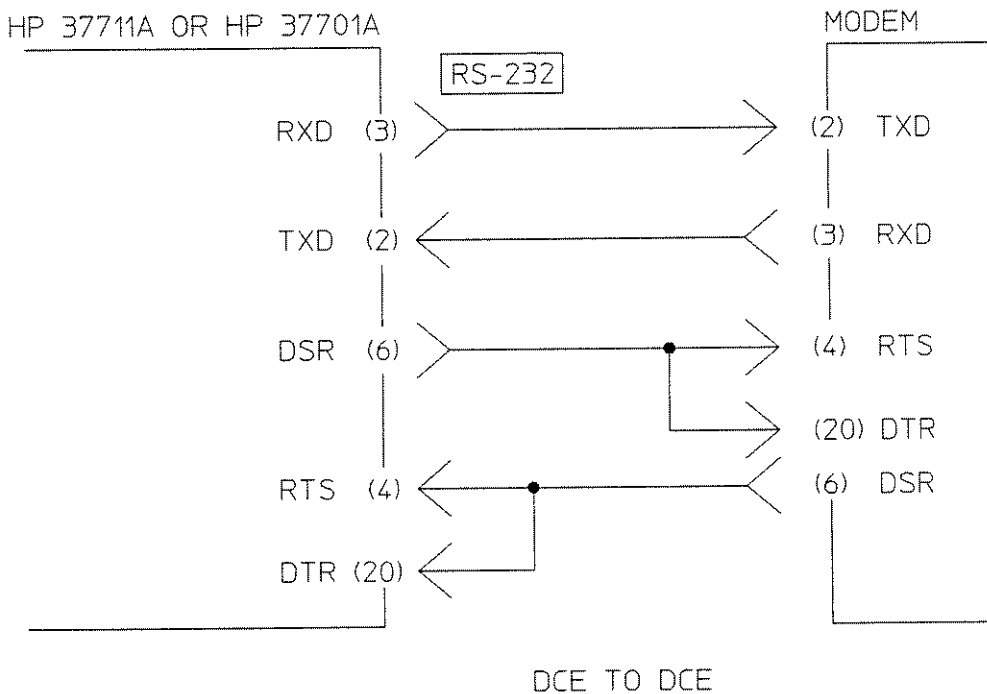 HP 37711A OR HP 37701A
MODEM
RS-232
RXD (3)
(2) TXD
TXD (2)
(3) RXD
DSR (6)
(4) RTS
(20) DTR
RTS (4)
(6) DSR
DTR (20)
DCE TO DCE